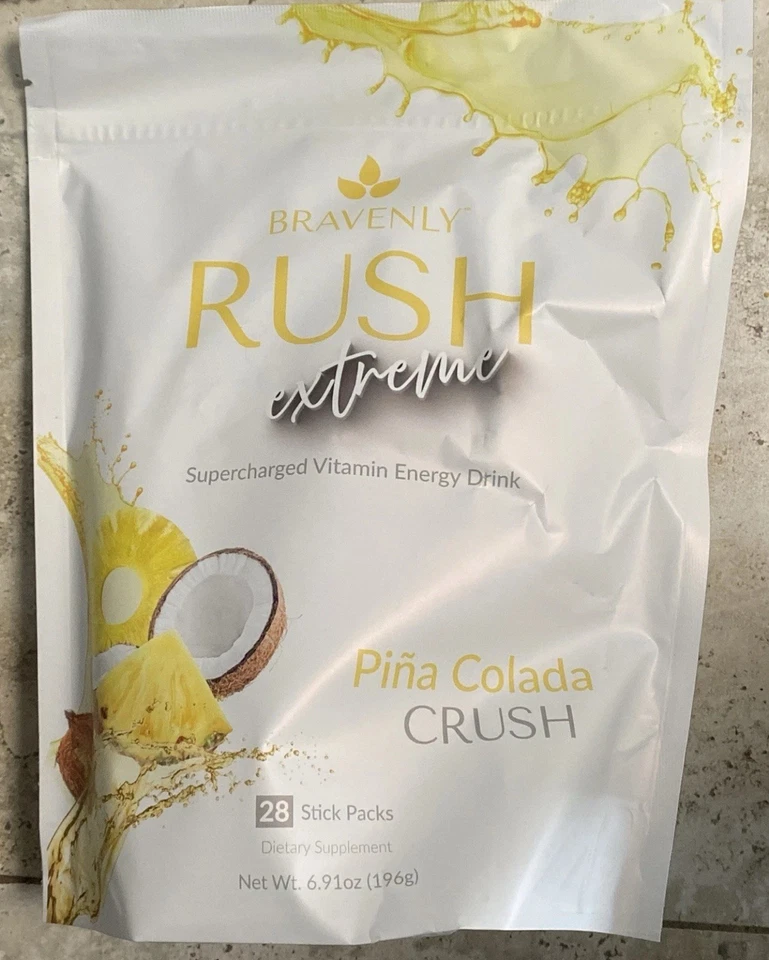 BRAVENLY™
RUSH
extreme
Supercharged Vitamin Energy Drink
Piña Colada
CRUSH
28 Stick Packs
Dietary Supplement
Net Wt. 6.91oz (196g)